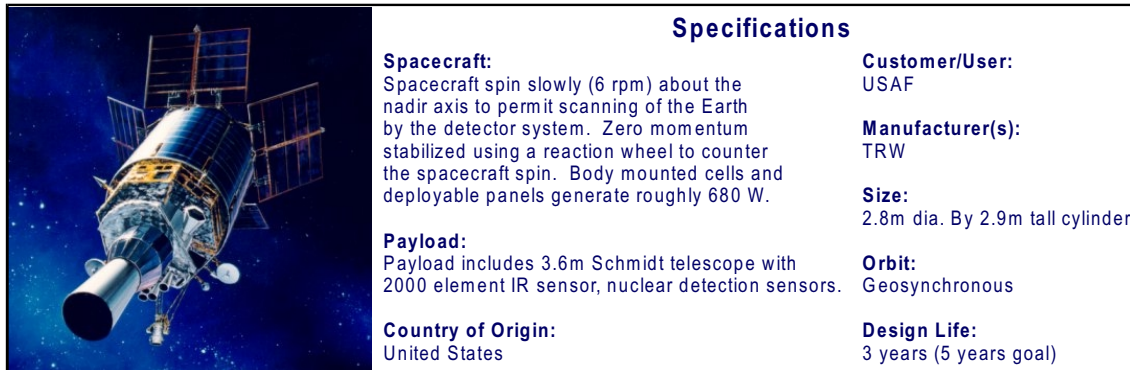 Specifications
Spacecraft:
Spacecraft spin slowly (6 rpm) about the
nadir axis to permit scanning of the Earth
by the detector system. Zero momentum
stabilized using a reaction wheel to counter
the spacecraft spin. Body mounted cells and
deployable panels generate roughly 680 W.
Payload:
Payload includes 3.6m Schmidt telescope with
2000 element IR sensor, nuclear detection sensors.
Country of Origin:
United States
Customer/User:
USAF
Manufacturer(s):
TRW
Size:
2.8m dia. By 2.9m tall cylinder
Orbit:
Geosynchronous
Design Life:
3 years (5 years goal)